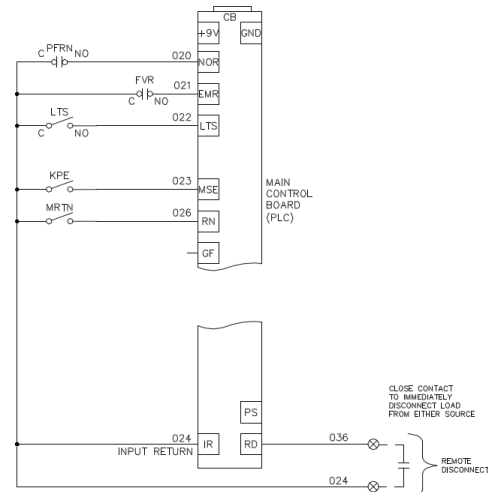 CB
+9V GND
C PFRN NO 020 NOR
FVR 021 EMR
C NO
LTS 022 LTS
C NO
KPE 023 MSE
MAIN
CONTROL
BOARD
(PLC)
MRTN 026 RN
GF
CLOSE CONTACT
TO IMMEDIATELY
DISCONNECT LOAD
FROM EITHER SOURCE
PS
024 IR RD 036
INPUT RETURN
REMOTE
DISCONNECT
024